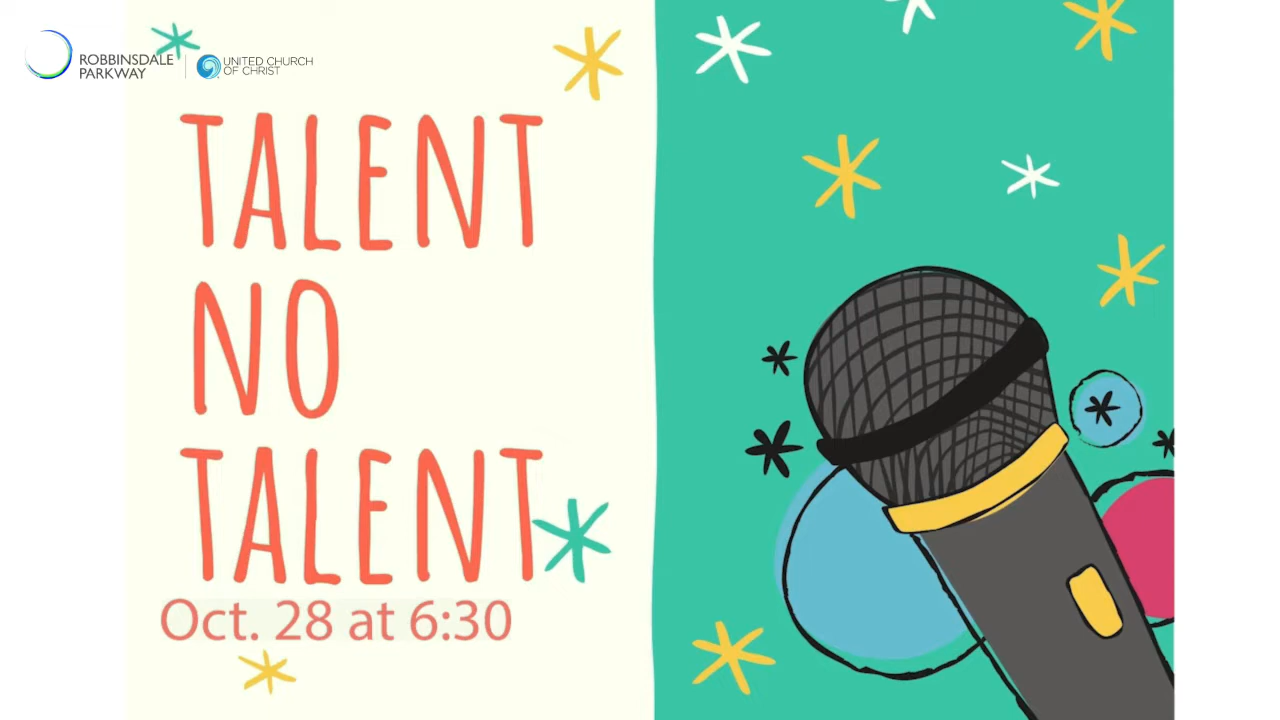 ROBBINSDALE
PARKWAY
UNITED CHURCH
OF CHRIST
TALENT
NO
TALENT
Oct. 28 at 6:30